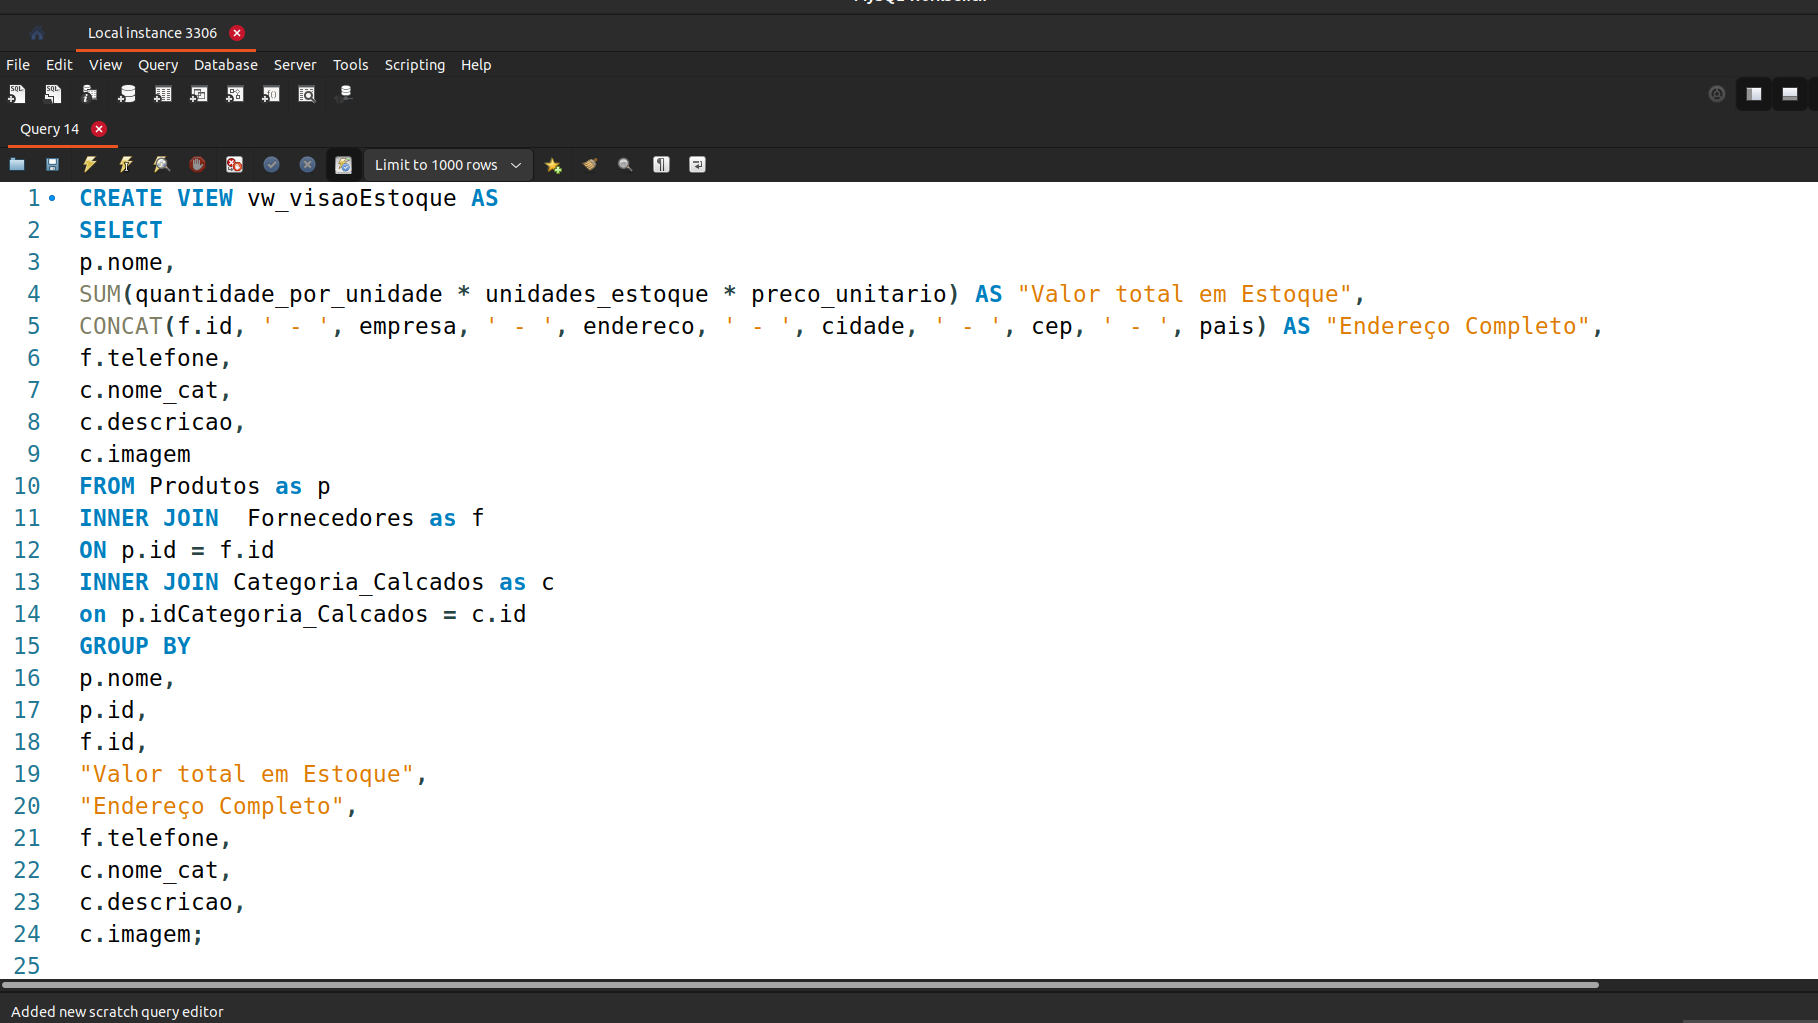 Local instance 3306
File Edit View Query Database Server Tools Scripting Help
Query 14
Limit to 1000 rows
1 CREATE VIEW vw_visaoEstoque AS
2 SELECT
3 p.nome,
4 SUM(quantidade_por_unidade * unidades_estoque * preco_unitario) AS "Valor total em Estoque",
5 CONCAT(f.id, ' - ', empresa, ' - ', endereco, ' - ', cidade, ' - ', cep, ' - ', pais) AS "Endereço Completo",
6 f.telefone,
7 c.nome_cat,
8 c.descricao,
9 c.imagem
10 FROM Produtos as p
11 INNER JOIN  Fornecedores as f
12 ON p.id = f.id
13 INNER JOIN Categoria_Calcados as c
14 on p.idCategoria_Calcados = c.id
15 GROUP BY
16 p.nome,
17 p.id,
18 f.id,
19 "Valor total em Estoque",
20 "Endereço Completo",
21 f.telefone,
22 c.nome_cat,
23 c.descricao,
24 c.imagem;
25
Added new scratch query editor